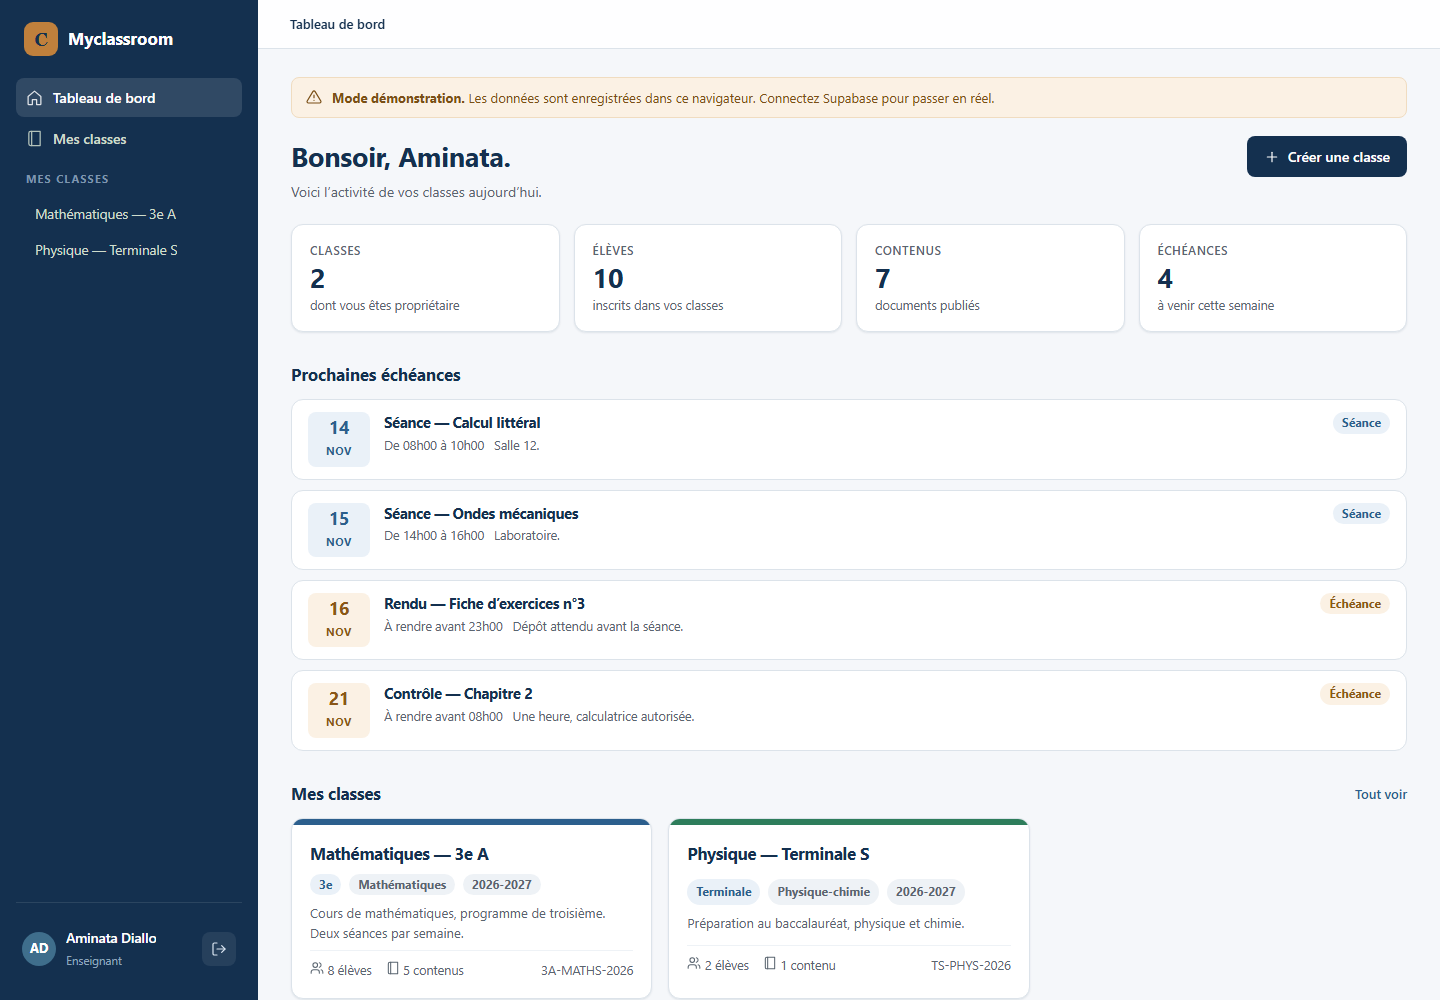 C Myclassroom
Tableau de bord
Mes classes
MES CLASSES
Mathématiques — 3e A
Physique — Terminale S
AD Aminata Diallo
Enseignant
Tableau de bord
Mode démonstration. Les données sont enregistrées dans ce navigateur. Connectez Supabase pour passer en réel.
Bonsoir, Aminata.
Créer une classe
Voici l'activité de vos classes aujourd'hui.
CLASSES
2
dont vous êtes propriétaire
ÉLÈVES
10
inscrits dans vos classes
CONTENUS
7
documents publiés
ÉCHÉANCES
4
à venir cette semaine
Prochaines échéances
14 NOV
Séance — Calcul littéral
De 08h00 à 10h00 Salle 12.
Séance
15 NOV
Séance — Ondes mécaniques
De 14h00 à 16h00 Laboratoire.
Séance
16 NOV
Rendu — Fiche d'exercices n°3
À rendre avant 23h00 Dépôt attendu avant la séance.
Échéance
21 NOV
Contrôle — Chapitre 2
À rendre avant 08h00 Une heure, calculatrice autorisée.
Échéance
Mes classes
Tout voir
Mathématiques — 3e A
3e Mathématiques 2026-2027
Cours de mathématiques, programme de troisième.
Deux séances par semaine.
8 élèves 5 contenus 3A-MATHS-2026
Physique — Terminale S
Terminale Physique-chimie 2026-2027
Préparation au baccalauréat, physique et chimie.
2 élèves 1 contenu TS-PHYS-2026